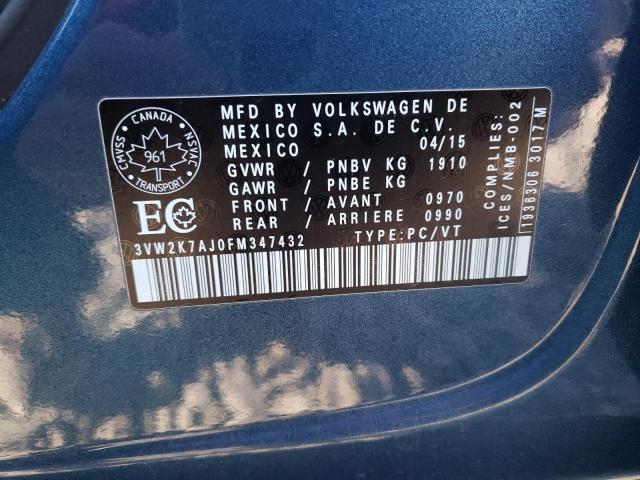 MFD BY VOLKSWAGEN DE
MEXICO S.A. DE C.V.
MEXICO 04/15
GVWR / PNBV KG 1910
GAWR / PNBE KG
FRONT / AVANT 0970
REAR / ARRIERE 0990
3VW2K7AJ0FM347432 TYPE:PC/VT
CANADA
CMVSS
NSVAC
961
TRANSPORT
EC
COMPLIES:
ICES/NMB-002
1936306 3017 M